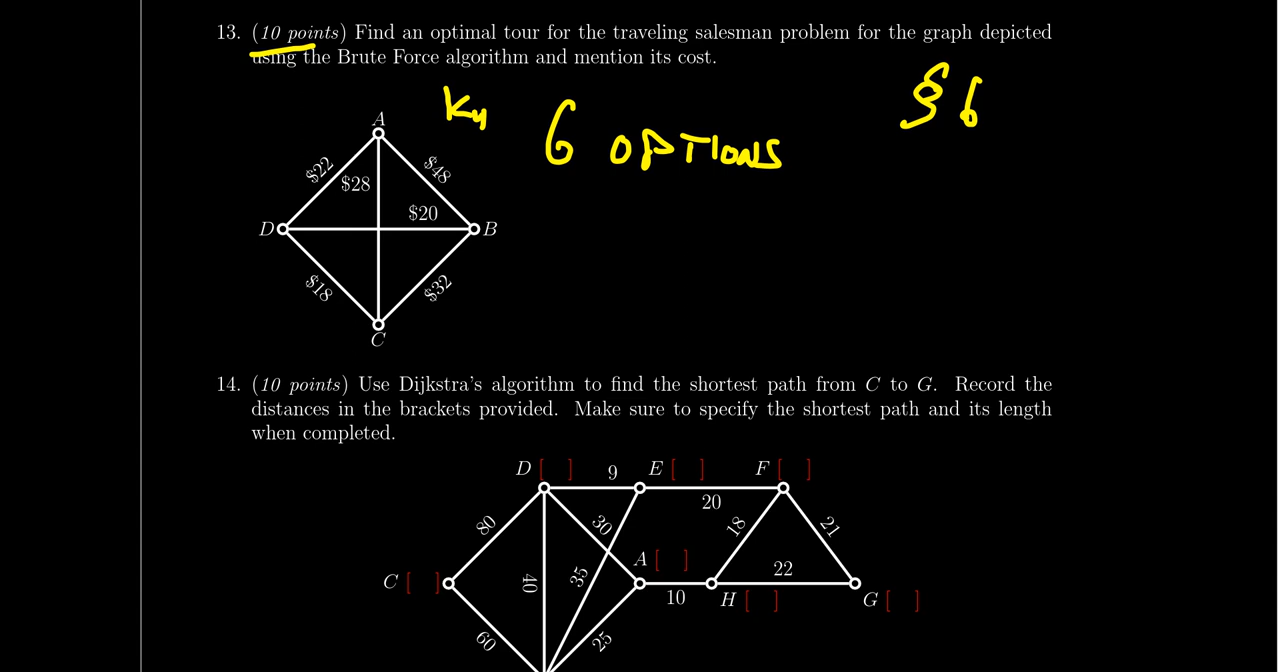 13. (10 points) Find an optimal tour for the traveling salesman problem for the graph depicted
using the Brute Force algorithm and mention its cost.
K4 6 OPTIONS §6
A
$22 $48
$28
$20
D B
$18 $32
C
14. (10 points) Use Dijkstra's algorithm to find the shortest path from C to G. Record the
distances in the brackets provided. Make sure to specify the shortest path and its length
when completed.
D [ ] 9 E [ ] F [ ]
20
80 30 18 21
A [ ]
22
C [ ] 40 35
10 H [ ] G [ ]
60 25